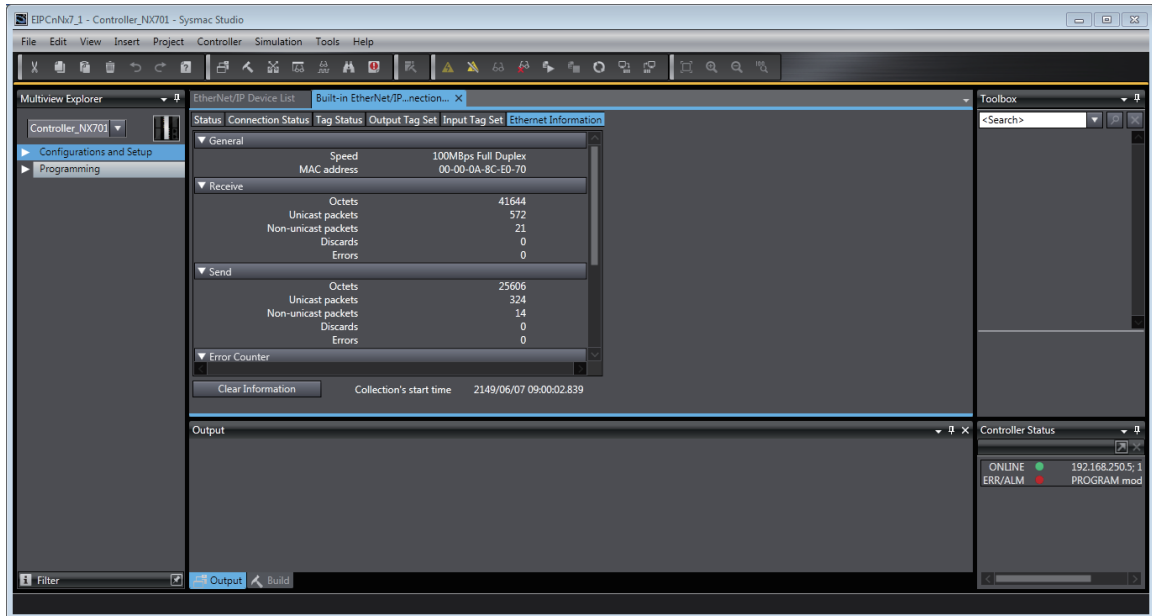 EIPCnNx7_1 - Controller_NX701 - Sysmac Studio
File Edit View Insert Project Controller Simulation Tools Help
Multiview Explorer
Controller_NX701
Configurations and Setup
Programming
Filter
EtherNet/IP Device List Built-in EtherNet/IP...nection...
Status Connection Status Tag Status Output Tag Set Input Tag Set Ethernet Information
General
Speed 100MBps Full Duplex
MAC address 00-00-0A-8C-E0-70
Receive
Octets 41644
Unicast packets 572
Non-unicast packets 21
Discards 0
Errors 0
Send
Octets 25606
Unicast packets 324
Non-unicast packets 14
Discards 0
Errors 0
Error Counter
Clear Information Collection's start time 2149/06/07 09:00:02.839
Output
Output Build
Toolbox
<Search>
Controller Status
ONLINE 192.168.250.5; 1
ERR/ALM PROGRAM mod